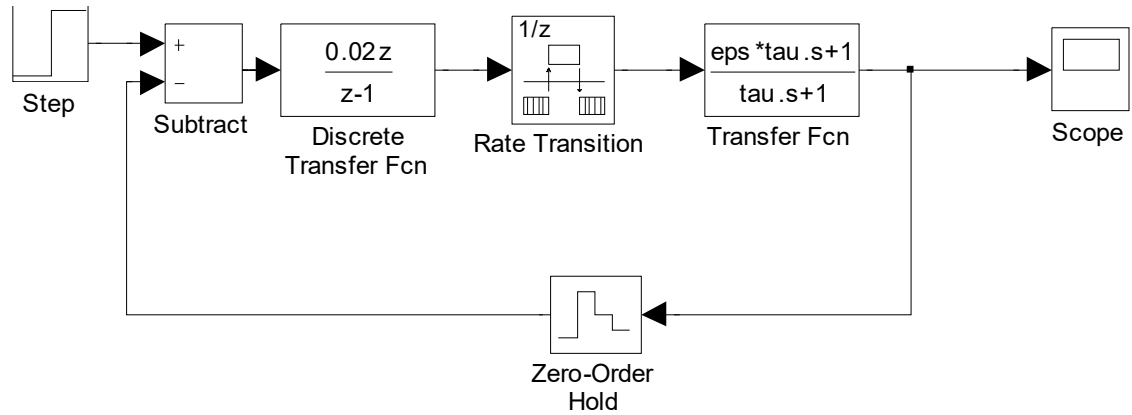 +
−
Step
Subtract
0.02z
z-1
Discrete
Transfer Fcn
1/z
Rate Transition
eps*tau.s+1
tau.s+1
Transfer Fcn
Scope
Zero-Order
Hold